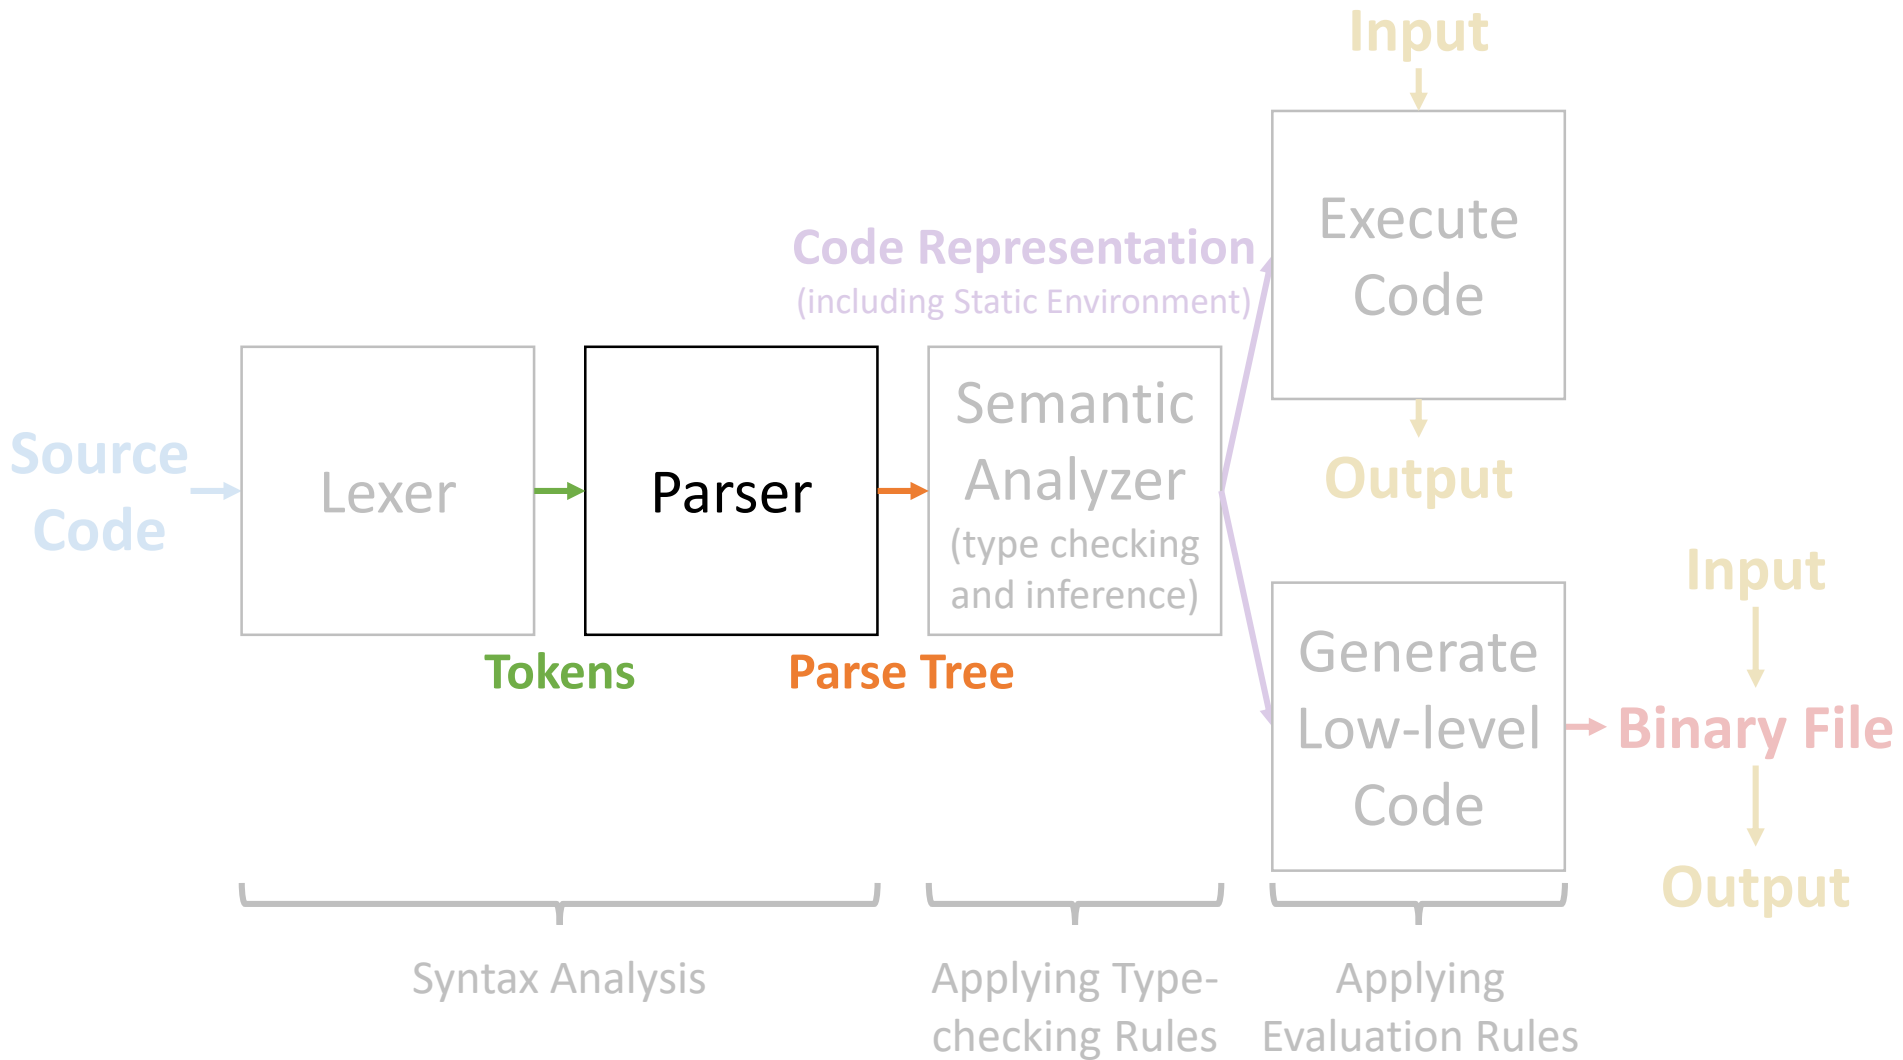 Input
Execute
Code
Code Representation
(including Static Environment)
Output
Source
Code
Lexer
Tokens
Parser
Parse Tree
Semantic
Analyzer
(type checking
and inference)
Generate
Low-level
Code
Input
Binary File
Output
Syntax Analysis
Applying Type-
checking Rules
Applying
Evaluation Rules